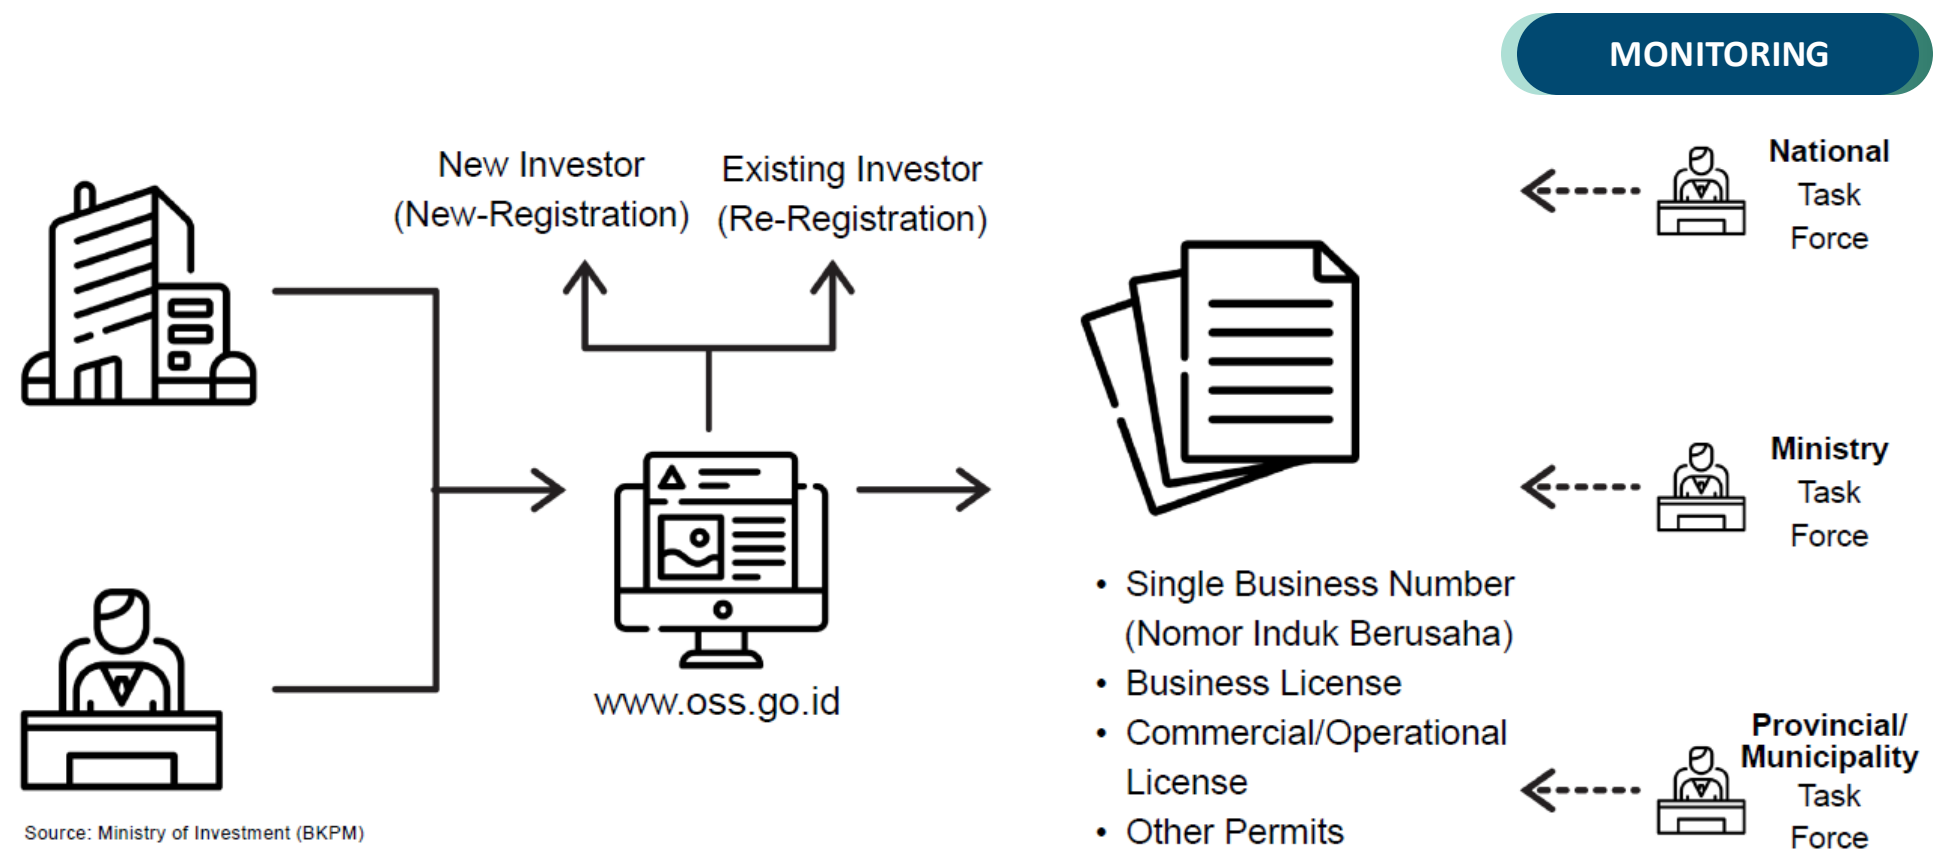 MONITORING
New Investor
(New-Registration)
Existing Investor
(Re-Registration)
www.oss.go.id
• Single Business Number
(Nomor Induk Berusaha)
• Business License
• Commercial/Operational
License
• Other Permits
National
Task
Force
Ministry
Task
Force
Provincial/
Municipality
Task
Force
Source: Ministry of Investment (BKPM)